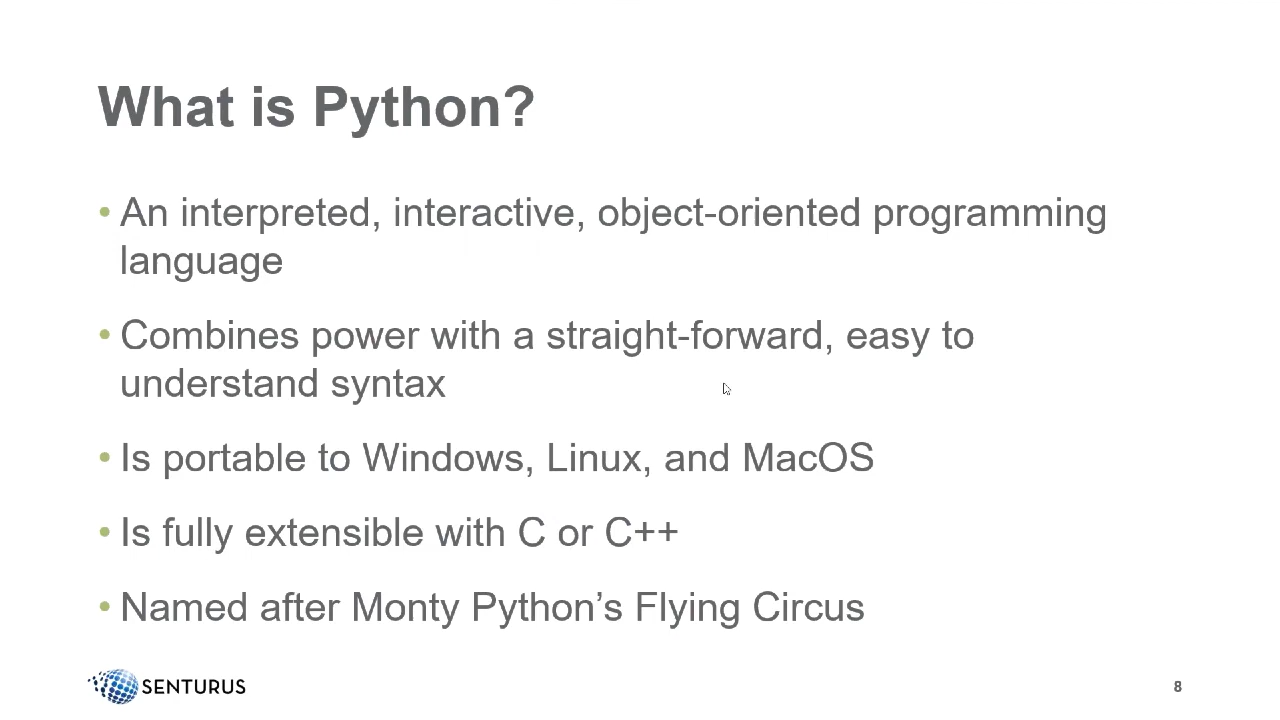 What is Python?
• An interpreted, interactive, object-oriented programming
language
• Combines power with a straight-forward, easy to
understand syntax
• Is portable to Windows, Linux, and MacOS
• Is fully extensible with C or C++
• Named after Monty Python’s Flying Circus
SENTURUS
8